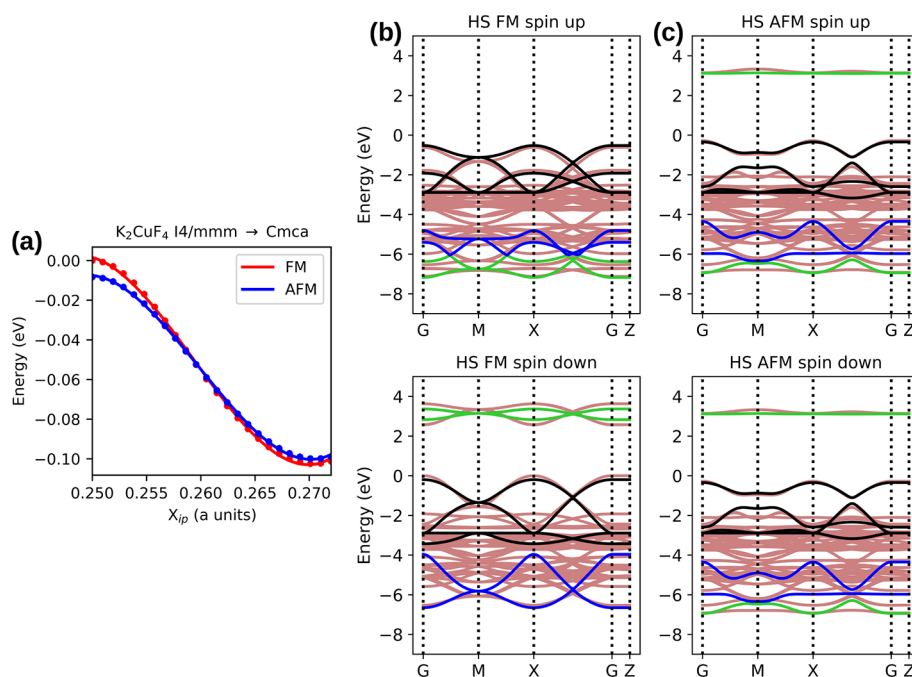 (a)
K₂CuF₄ I4/mmm → Cmca
FM
AFM
Energy (eV)
0.00
−0.02
−0.04
−0.06
−0.08
−0.10
0.250 0.255 0.260 0.265 0.270
X_ip (a units)
(b)
HS FM spin up
Energy (eV)
4
2
0
−2
−4
−6
−8
G M X G Z
(c)
HS AFM spin up
4
2
0
−2
−4
−6
−8
G M X G Z
HS FM spin down
Energy (eV)
4
2
0
−2
−4
−6
−8
G M X G Z
HS AFM spin down
4
2
0
−2
−4
−6
−8
G M X G Z